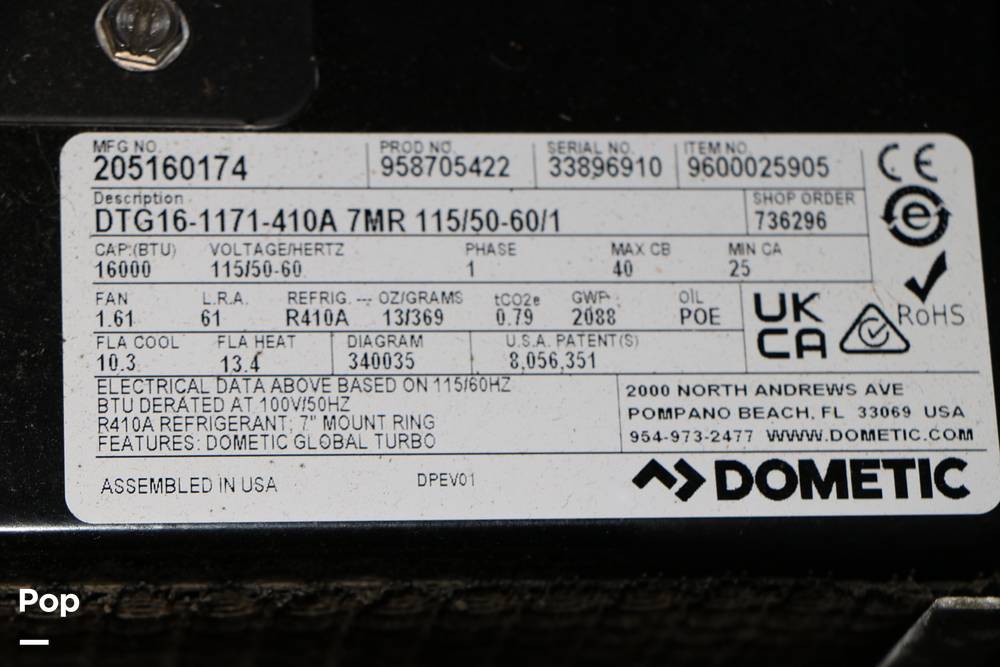 MFG NO. PROD NO. SERIAL NO. ITEM NO.
205160174 958705422 33896910 9600025905
CE
Description SHOP ORDER
DTG16-1171-410A 7MR 115/50-60/1 736296
e
CAP.(BTU) VOLTAGE/HERTZ PHASE MAX CB MIN CA
16000 115/50-60 1 40 25
FAN L.R.A. REFRIG. -- OZ/GRAMS tCO2e GWP OIL
1.61 61 R410A 13/369 0.79 2088 POE
UK
CA
RoHS
FLA COOL FLA HEAT DIAGRAM U.S.A. PATENT(S)
10.3 13.4 340035 8,056,351
ELECTRICAL DATA ABOVE BASED ON 115/60HZ
BTU DERATED AT 100V/50HZ
R410A REFRIGERANT; 7" MOUNT RING
FEATURES: DOMETIC GLOBAL TURBO
2000 NORTH ANDREWS AVE
POMPANO BEACH, FL 33069 USA
954-973-2477 WWW.DOMETIC.COM
ASSEMBLED IN USA DPEV01
DOMETIC
Pop